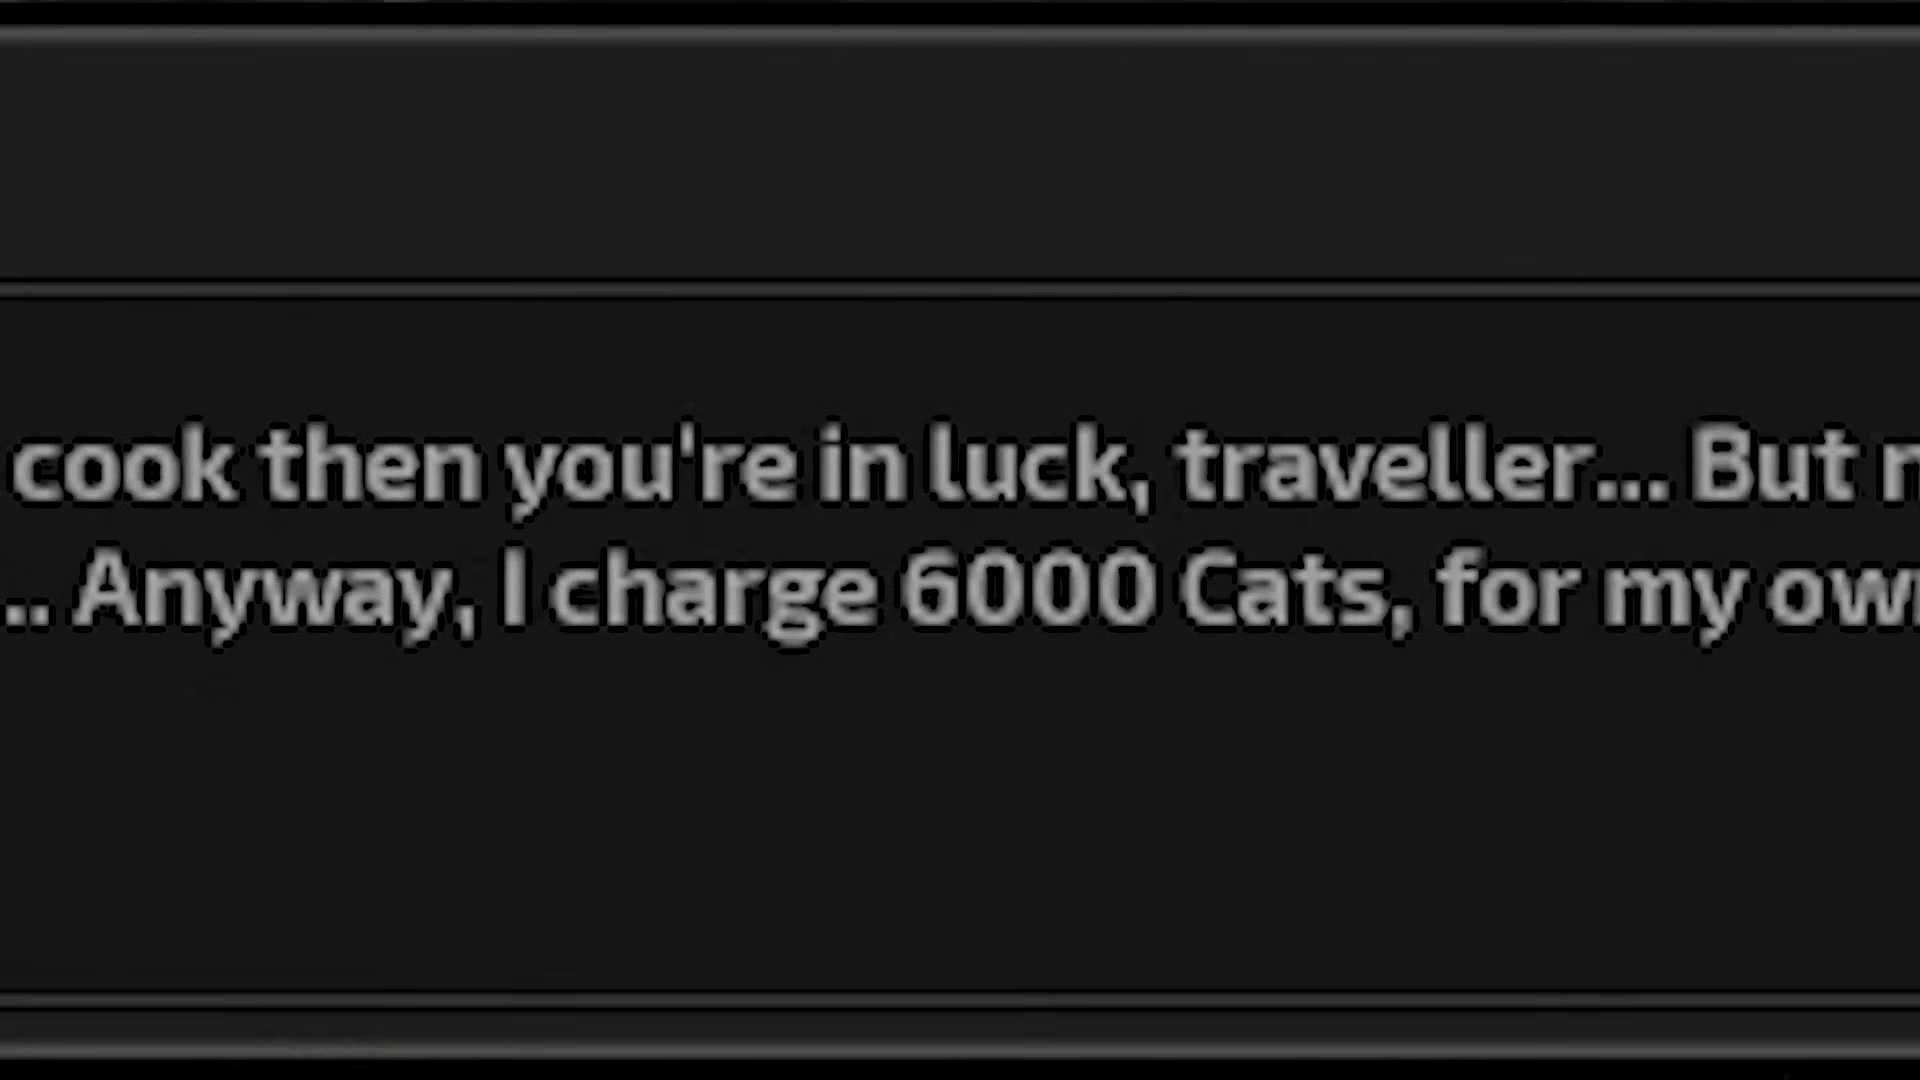 cook then you're in luck, traveller... But
.. Anyway, I charge 6000 Cats, for my